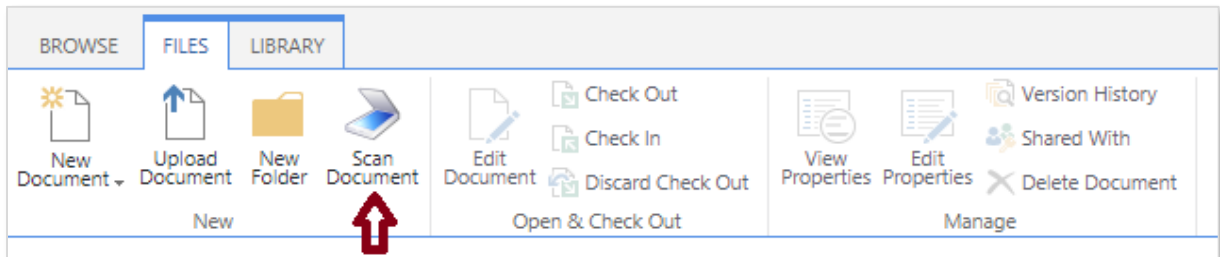 BROWSE FILES LIBRARY
New Document
Upload Document
New Folder
Scan Document
New
Edit Document
Check Out
Check In
Discard Check Out
Open & Check Out
View Properties
Edit Properties
Version History
Shared With
Delete Document
Manage